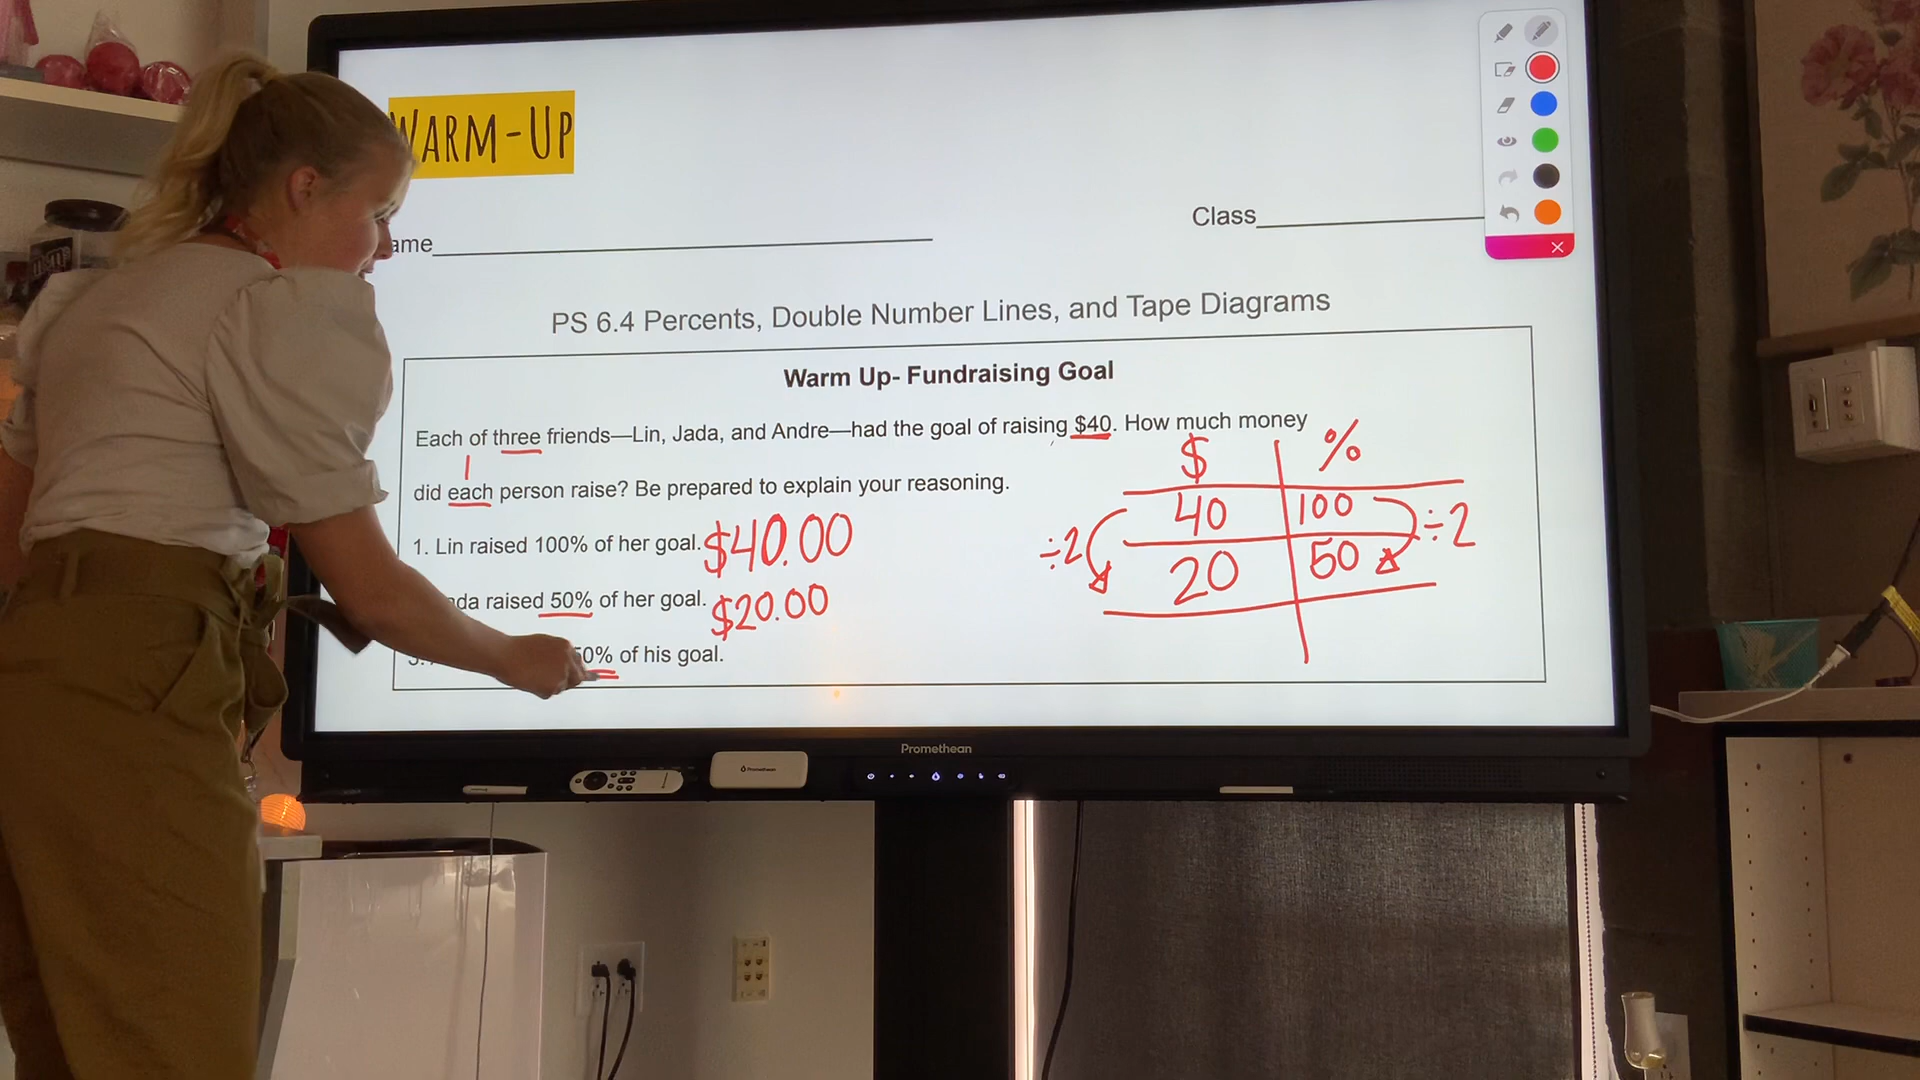 WARM-UP
ame
Class
PS 6.4 Percents, Double Number Lines, and Tape Diagrams
Warm Up- Fundraising Goal
Each of three friends—Lin, Jada, and Andre—had the goal of raising $40. How much money
did each person raise? Be prepared to explain your reasoning.
1. Lin raised 100% of her goal. $40.00
da raised 50% of her goal. $20.00
50% of his goal.
$ %
40 100
÷2 ÷2
20 50
Promethean
Promethean